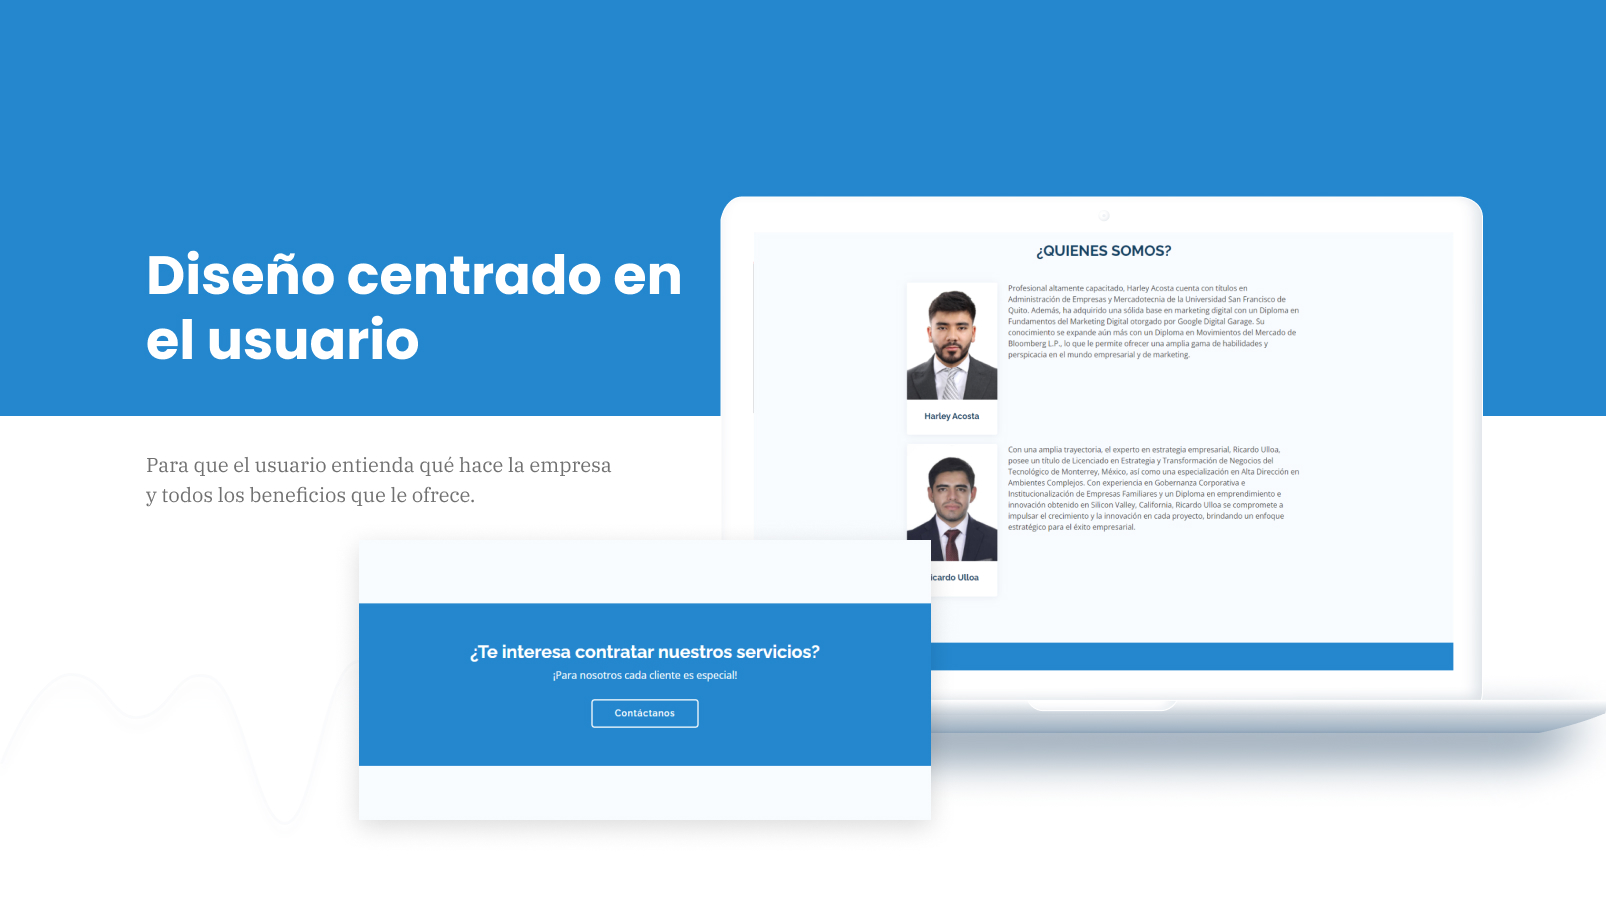 Diseño centrado en
el usuario
Para que el usuario entienda qué hace la empresa
y todos los beneficios que le ofrece.
¿QUIENES SOMOS?
Profesional altamente capacitado, Harley Acosta cuenta con títulos en
Administración de Empresas y Mercadotecnia de la Universidad San Francisco de
Quito. Además, ha adquirido una sólida base en marketing digital con un Diploma en
Fundamentos del Marketing Digital otorgado por Google Digital Garage. Su
conocimiento se expande aún más con un Diploma en Movimientos del Mercado de
Bloomberg L.P., lo que le permite ofrecer una amplia gama de habilidades y
perspicacia en el mundo empresarial y de marketing.
Harley Acosta
Con una amplia trayectoria, el experto en estrategia empresarial, Ricardo Ulloa,
posee un título de Licenciado en Estrategia y Transformación de Negocios del
Tecnológico de Monterrey, México, así como una especialización en Alta Dirección en
Ambientes Complejos. Con experiencia en Gobernanza Corporativa e
Institucionalización de Empresas Familiares y un Diploma en emprendimiento e
innovación obtenido en Silicon Valley, California, Ricardo Ulloa se compromete a
impulsar el crecimiento y la innovación en cada proyecto, brindando un enfoque
estratégico para el éxito empresarial.
icardo Ulloa
¿Te interesa contratar nuestros servicios?
¡Para nosotros cada cliente es especial!
Contáctanos